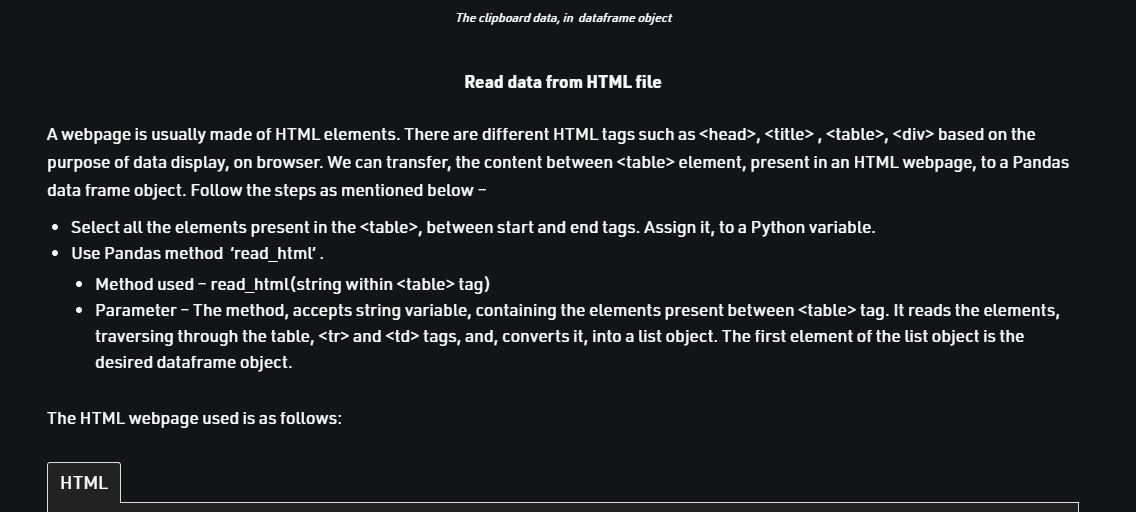 The clipboard data, in  dataframe object
Read data from HTML file
A webpage is usually made of HTML elements. There are different HTML tags such as <head>, <title> , <table>, <div> based on the
purpose of data display, on browser. We can transfer, the content between <table> element, present in an HTML webpage, to a Pandas
data frame object. Follow the steps as mentioned below –
• Select all the elements present in the <table>, between start and end tags. Assign it, to a Python variable.
• Use Pandas method  ‘read_html’ .
• Method used – read_html(string within <table> tag)
• Parameter – The method, accepts string variable, containing the elements present between <table> tag. It reads the elements,
traversing through the table, <tr> and <td> tags, and, converts it, into a list object. The first element of the list object is the
desired dataframe object.
The HTML webpage used is as follows:
HTML